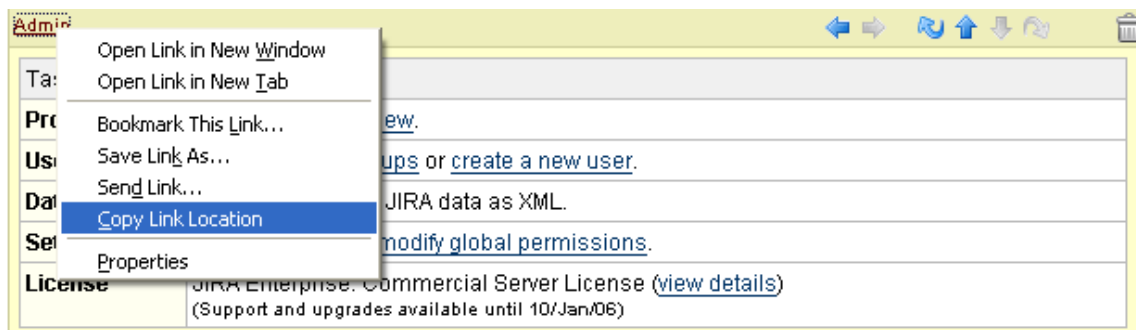 Admin
Open Link in New Window
Open Link in New Tab
Bookmark This Link...
Save Link As...
Send Link...
Copy Link Location
Properties
ew.
ups or create a new user.
JIRA data as XML.
modify global permissions.
License JIRA Enterprise: Commercial Server License (view details)
(Support and upgrades available until 10/Jan/06)